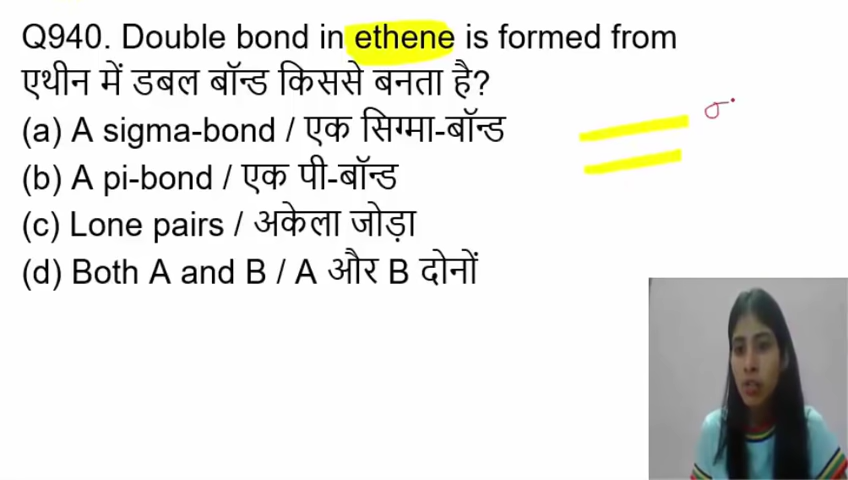 Q940. Double bond in ethene is formed from
एथीन में डबल बॉन्ड किससे बनता है?
(a) A sigma-bond / एक सिग्मा-बॉन्ड
σ
(b) A pi-bond / एक पी-बॉन्ड
(c) Lone pairs / अकेला जोड़ा
(d) Both A and B / A और B दोनों